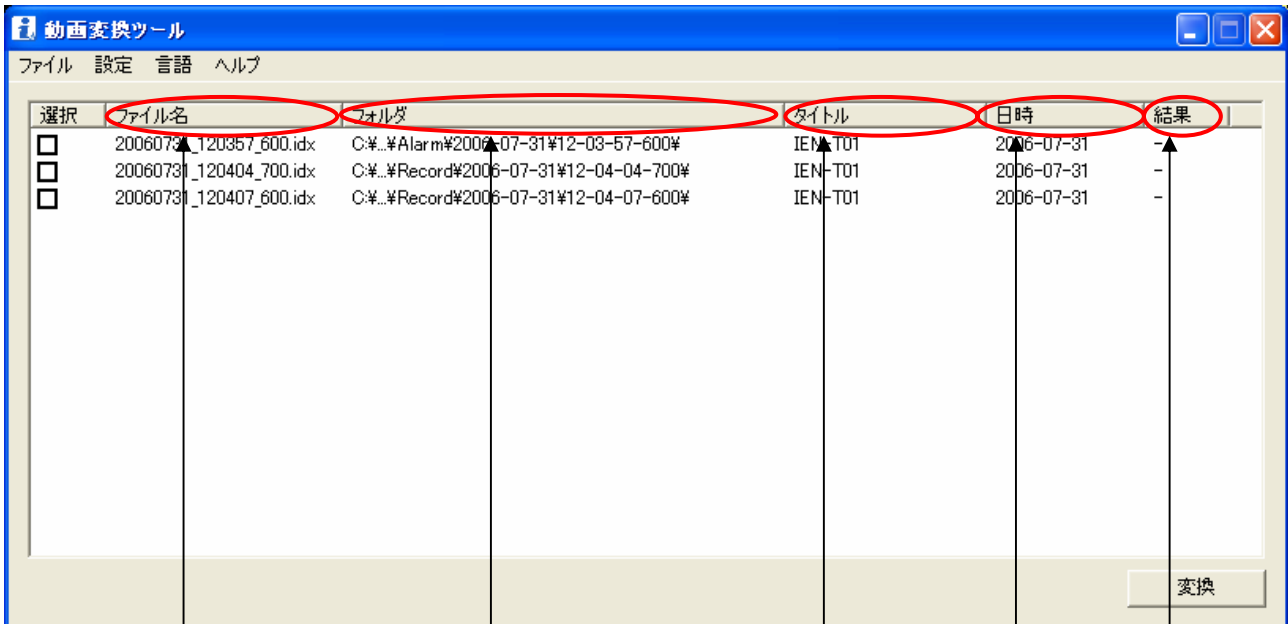 動画変換ツール
ファイル 設定 言語 ヘルプ
選択 ファイル名 フォルダ タイトル 日時 結果
20060731_120357_600.idx C:¥...¥Alarm¥2006-07-31¥12-03-57-600¥ IEN-T01 2006-07-31 -
20060731_120404_700.idx C:¥...¥Record¥2006-07-31¥12-04-04-700¥ IEN-T01 2006-07-31 -
20060731_120407_600.idx C:¥...¥Record¥2006-07-31¥12-04-07-600¥ IEN-T01 2006-07-31 -
変換